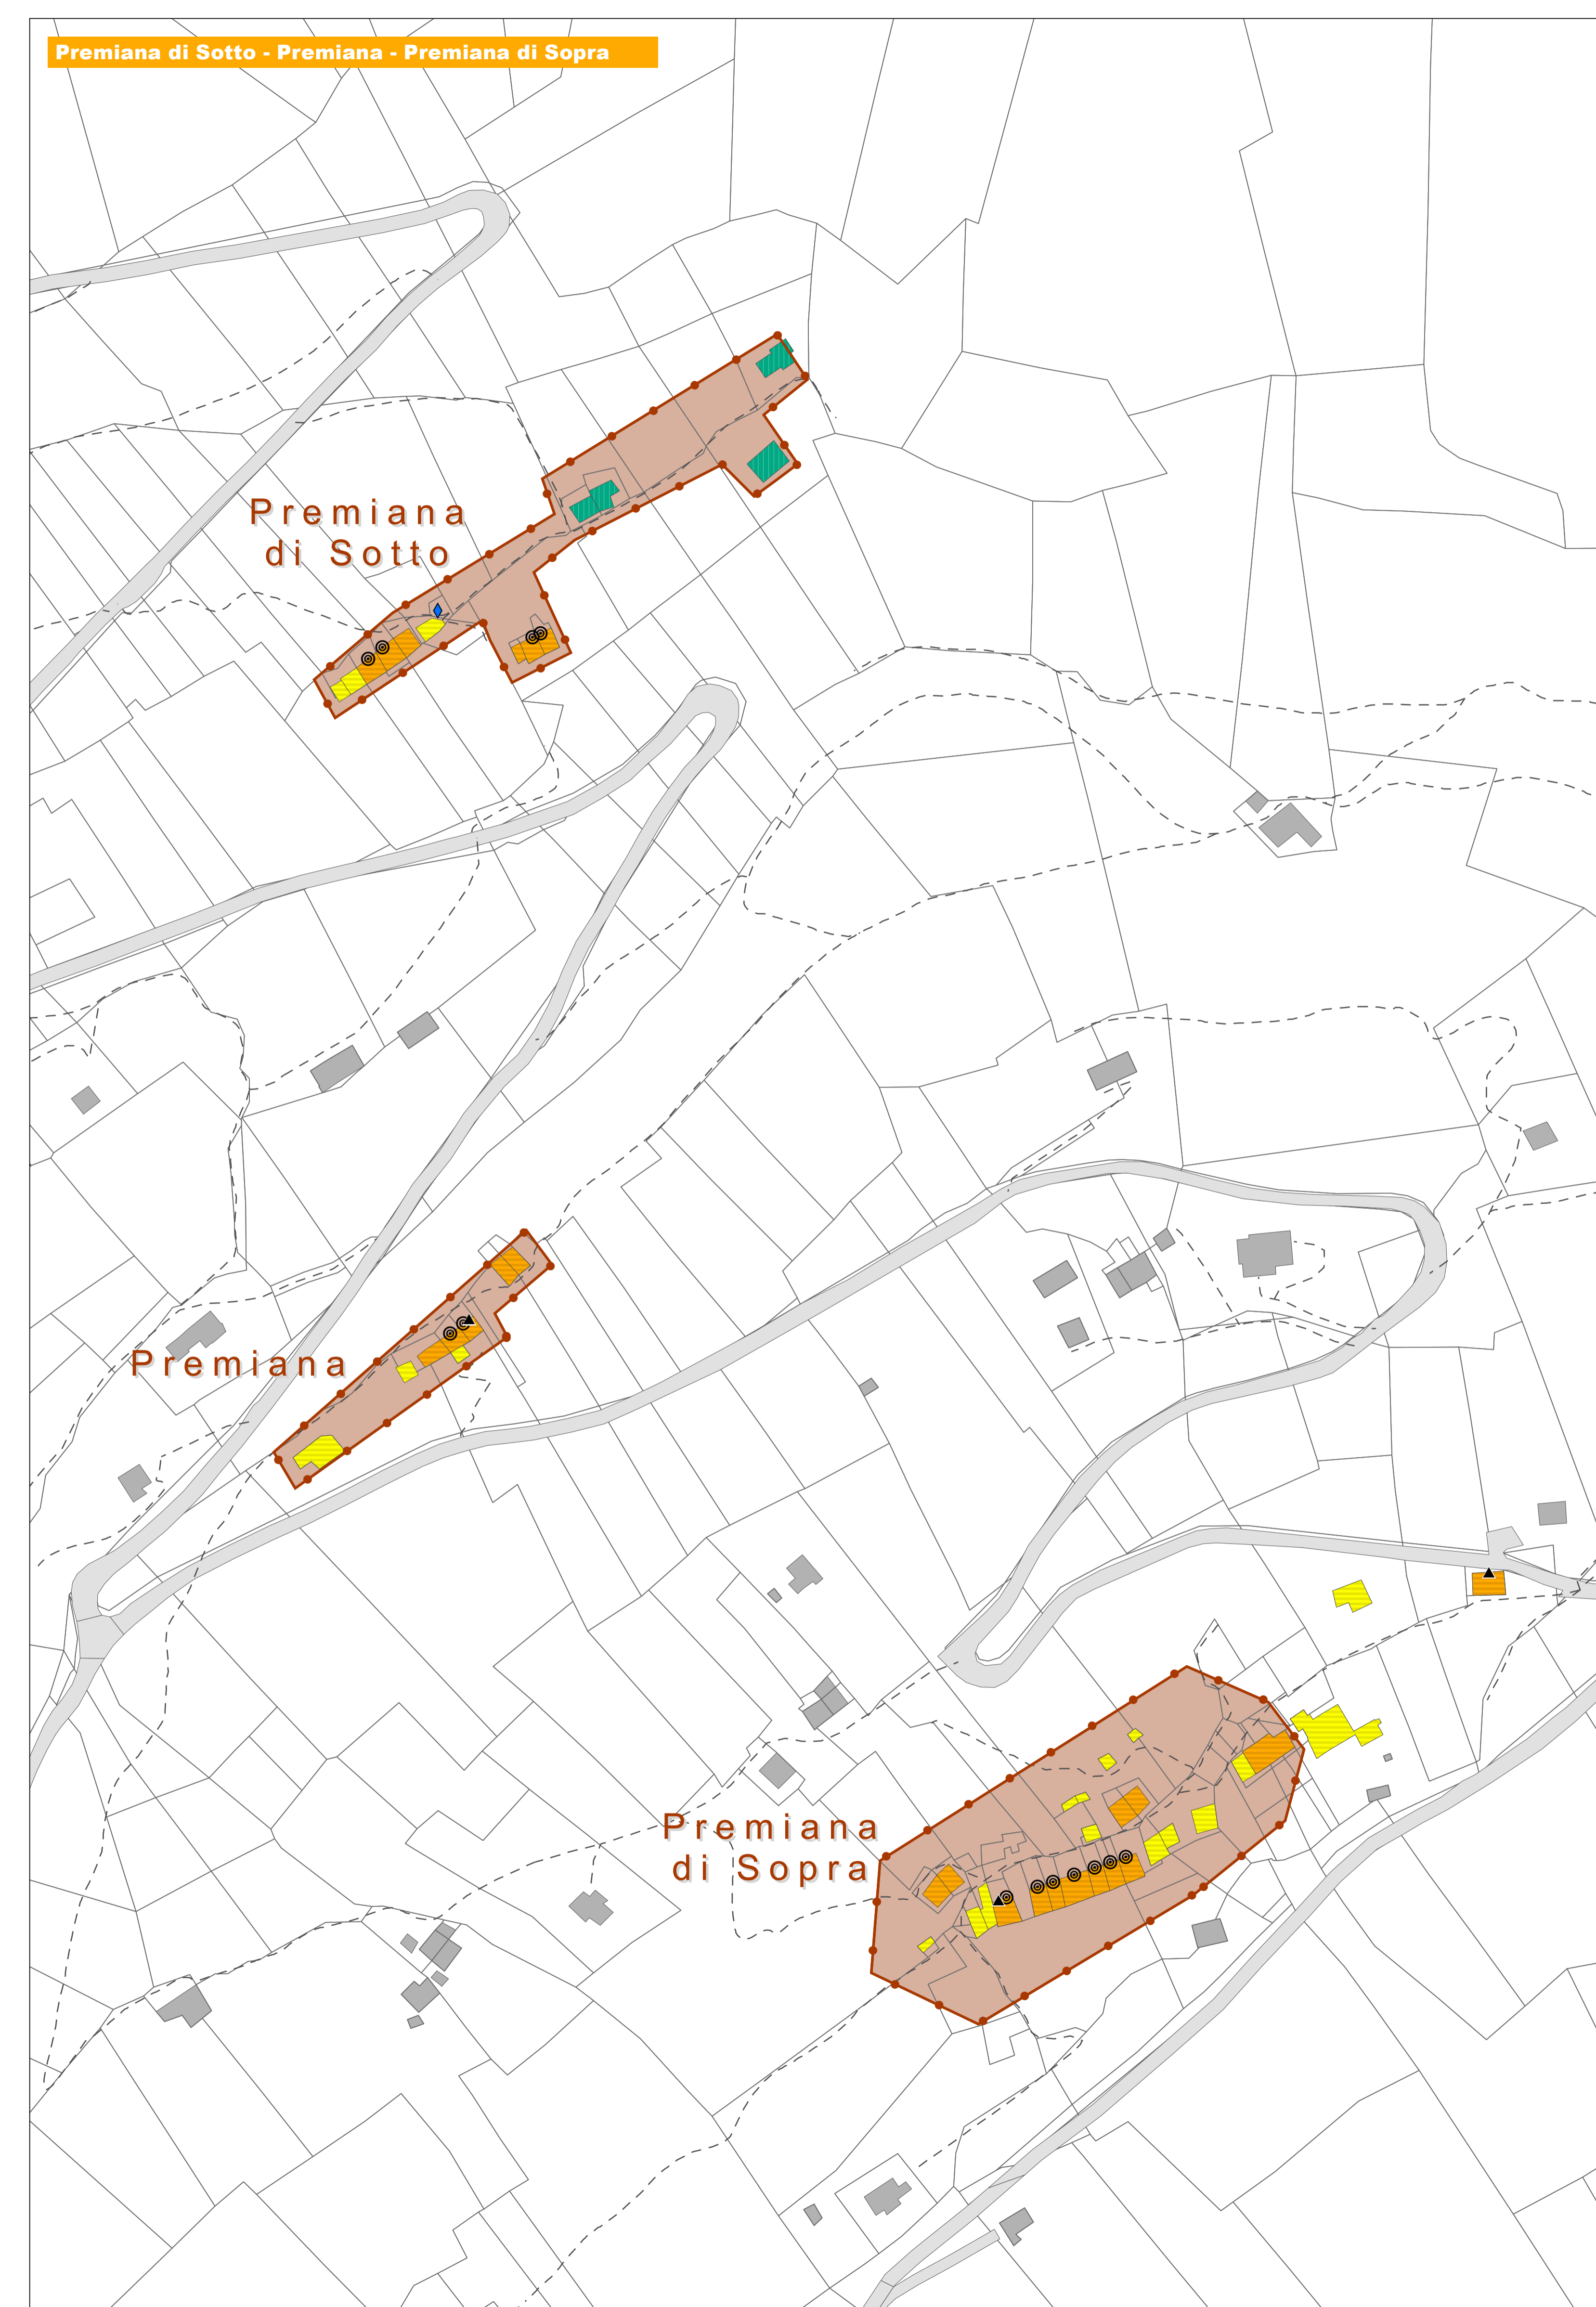 Premiana di Sotto - Premiana - Premiana di Sopra
Premiana
di Sotto
Premiana
Premiana
di Sopra